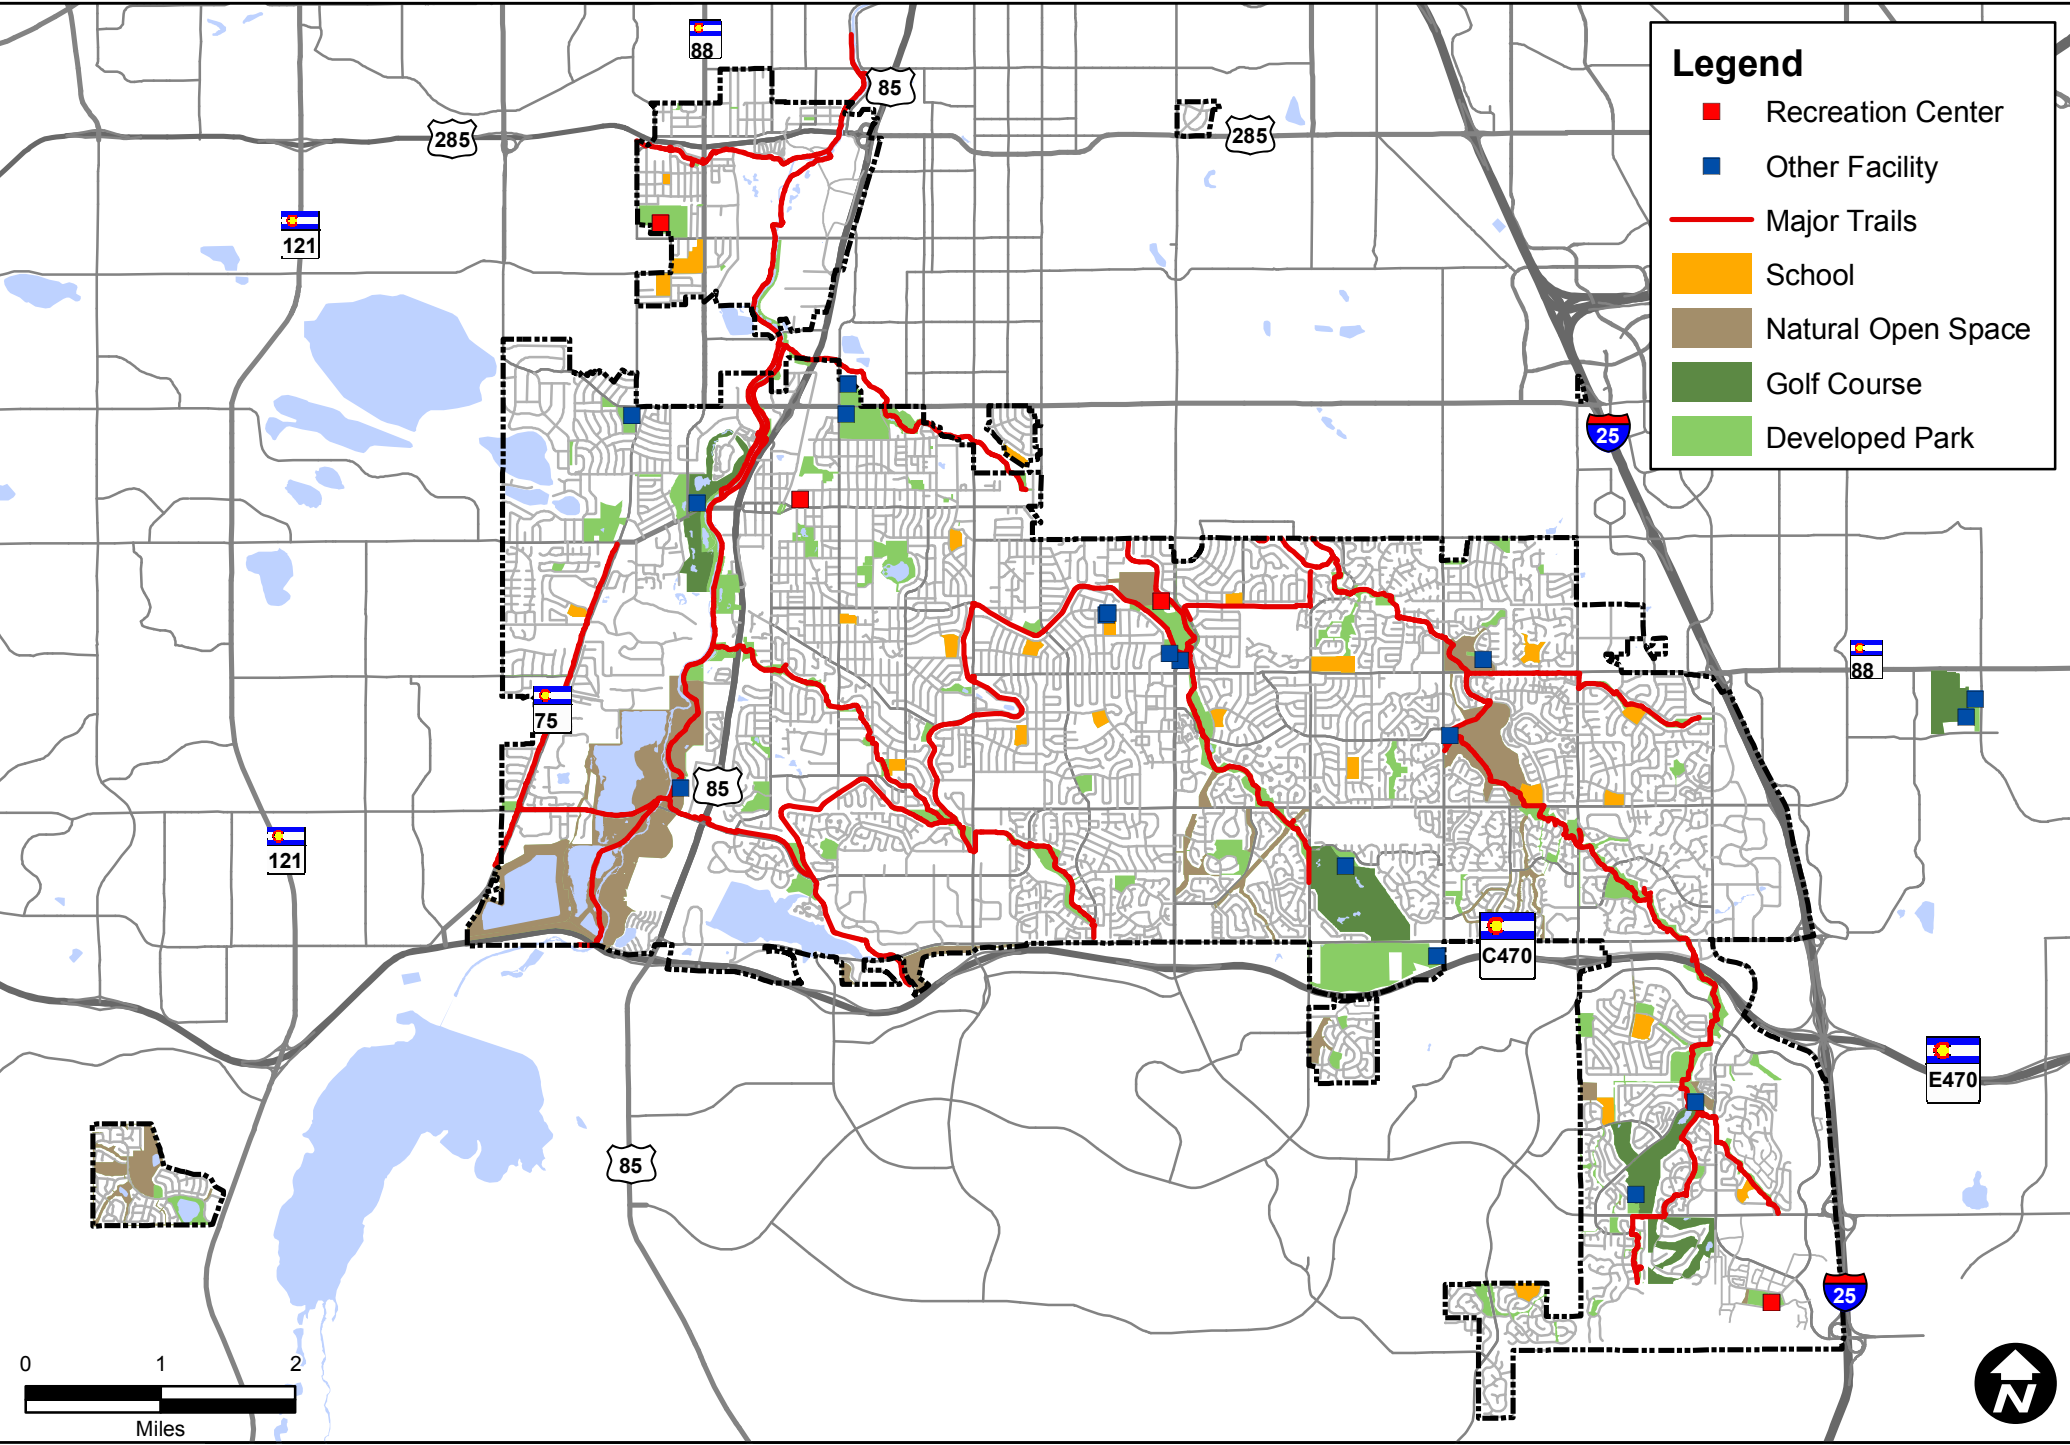 88
85
285
285
121
25
75
88
85
121
C470
E470
85
25
Legend
Recreation Center
Other Facility
Major Trails
School
Natural Open Space
Golf Course
Developed Park
0 1 2
Miles
N